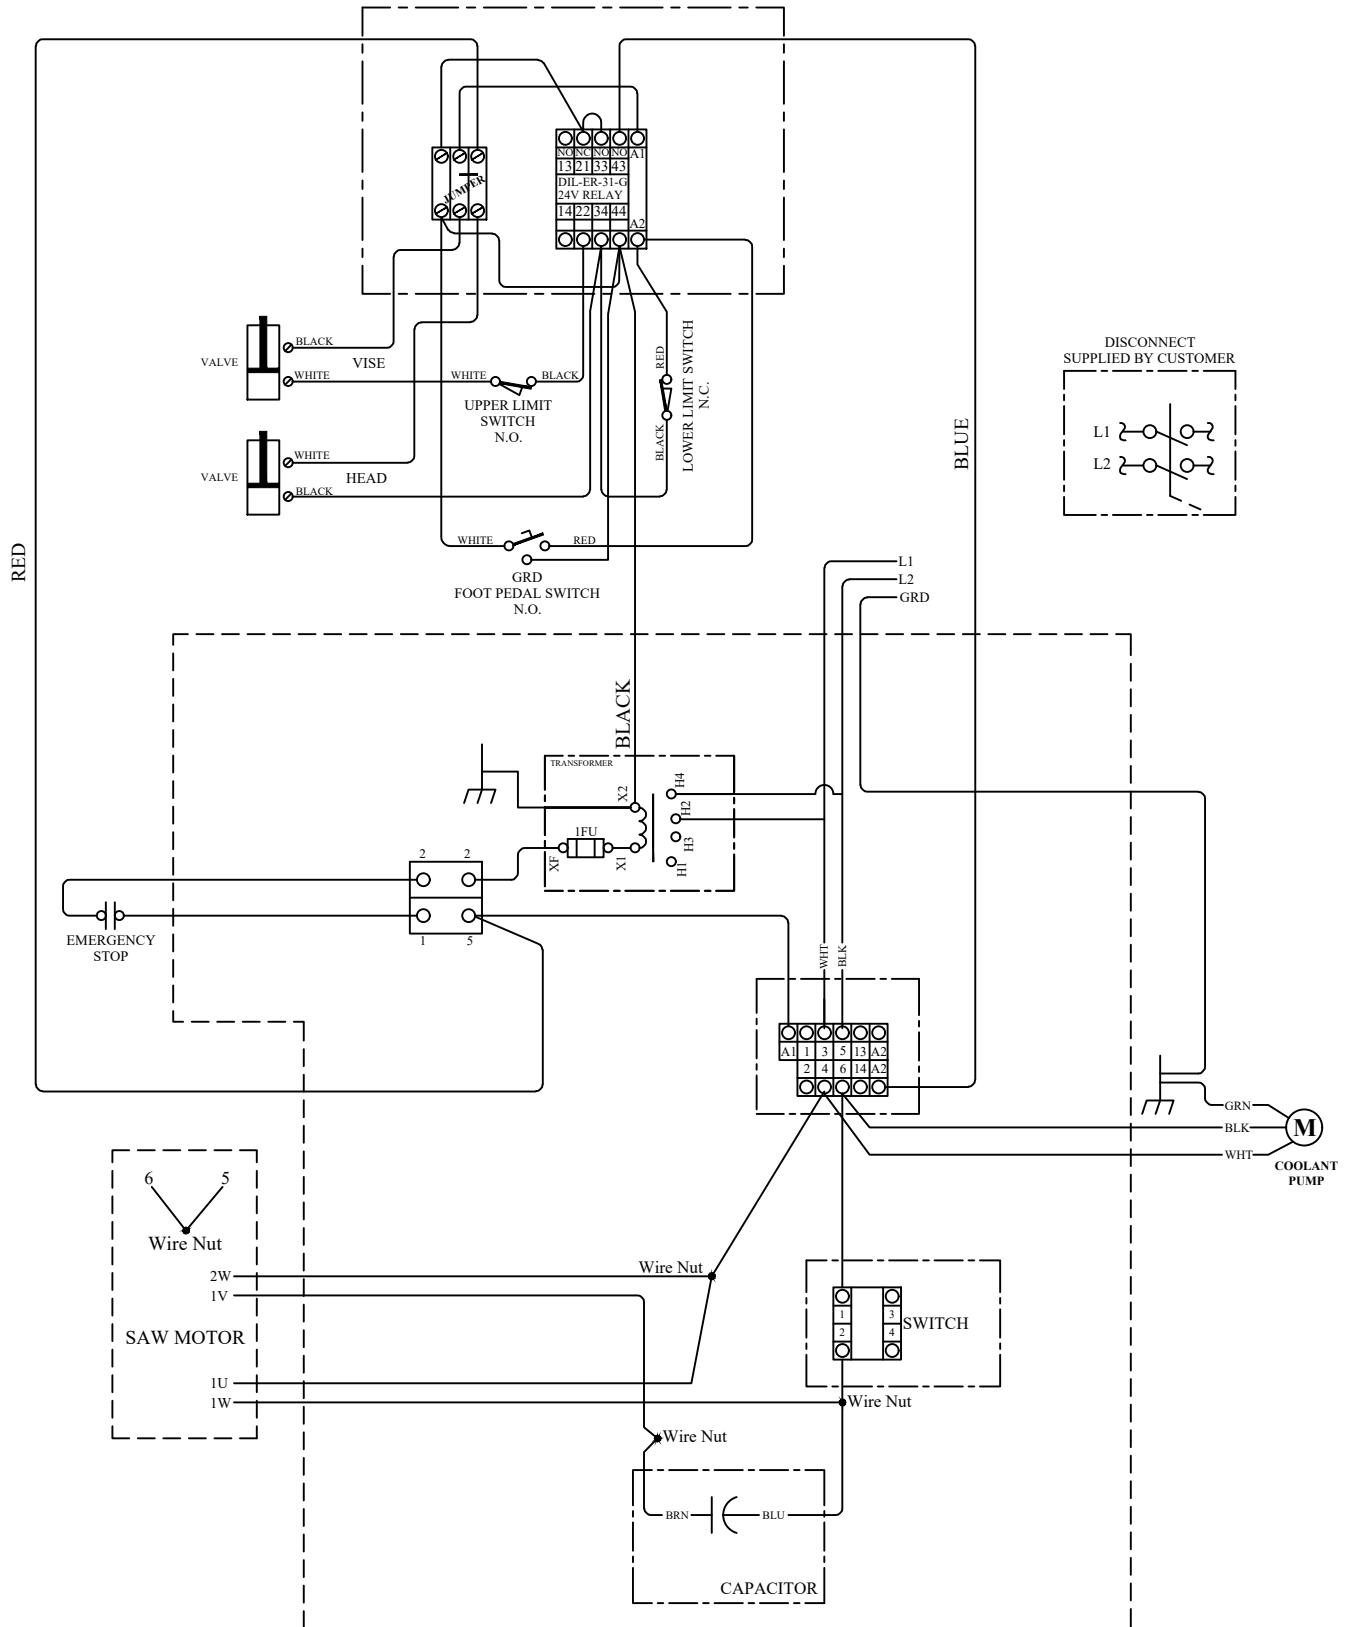 NO NC NO NO A1
13 21 33 43
DIL-ER-31-G
24V RELAY
14 22 34 44
A2
JUMPER
VALVE
BLACK
VISE
WHITE
WHITE
BLACK
UPPER LIMIT
SWITCH
N.O.
RED
BLACK
LOWER LIMIT SWITCH
N.C.
VALVE
WHITE
HEAD
BLACK
WHITE
RED
GRD
FOOT PEDAL SWITCH
N.O.
RED
BLUE
DISCONNECT
SUPPLIED BY CUSTOMER
L1
L2
L1
L2
GRD
BLACK
TRANSFORMER
X2
H4
H2
H3
H1
1FU
XF
X1
2 2
1 5
EMERGENCY
STOP
WHT
BLK
A1 1 3 5 13 A2
2 4 6 14 A2
GRN
BLK
WHT
M
COOLANT
PUMP
6 5
Wire Nut
2W
1V
SAW MOTOR
1U
1W
Wire Nut
1 3
2 4
SWITCH
Wire Nut
Wire Nut
BRN
BLU
CAPACITOR